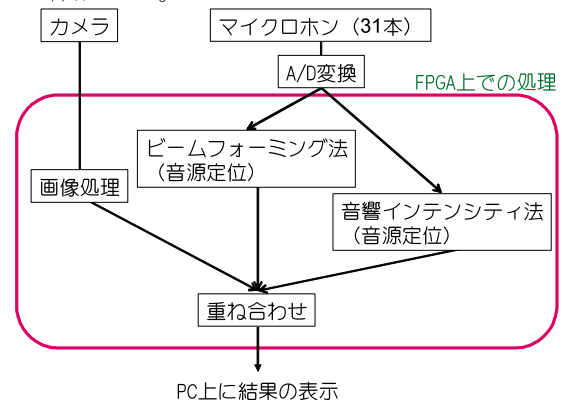 カメラ
マイクロホン（31本）
A/D変換
FPGA上での処理
ビームフォーミング法
（音源定位）
画像処理
音響インテンシティ法
（音源定位）
重ね合わせ
PC上に結果の表示